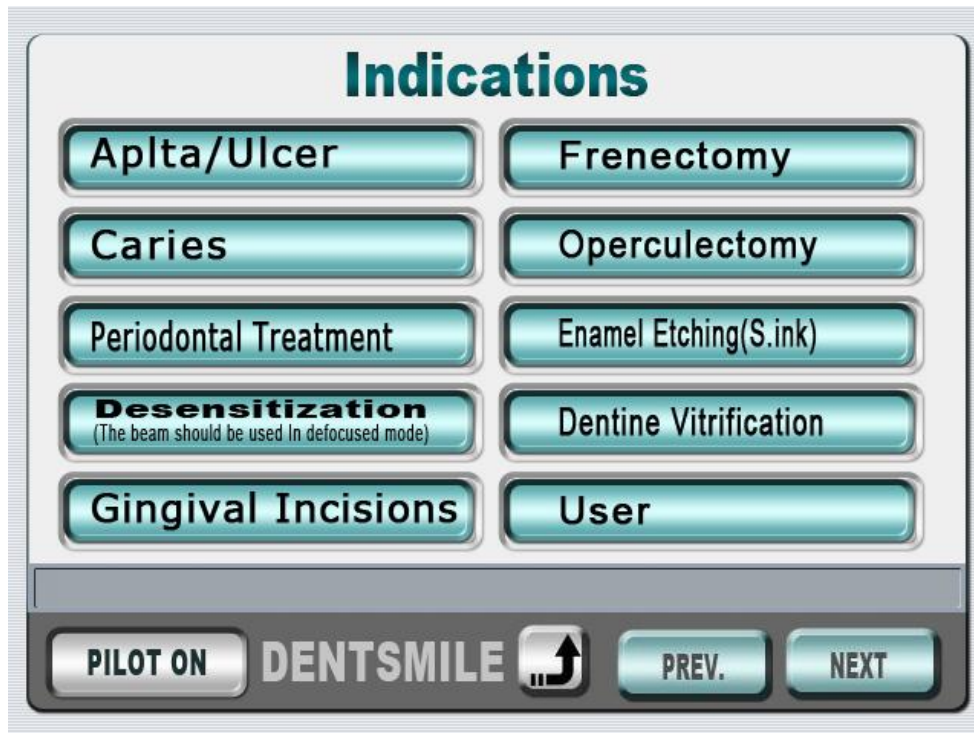 Indications
Aplta/Ulcer
Caries
Periodontal Treatment
Desensitization
(The beam should be used In defocused mode)
Gingival Incisions
Frenectomy
Operculectomy
Enamel Etching(S.ink)
Dentine Vitrification
User
PILOT ON
DENTSMILE
PREV.
NEXT